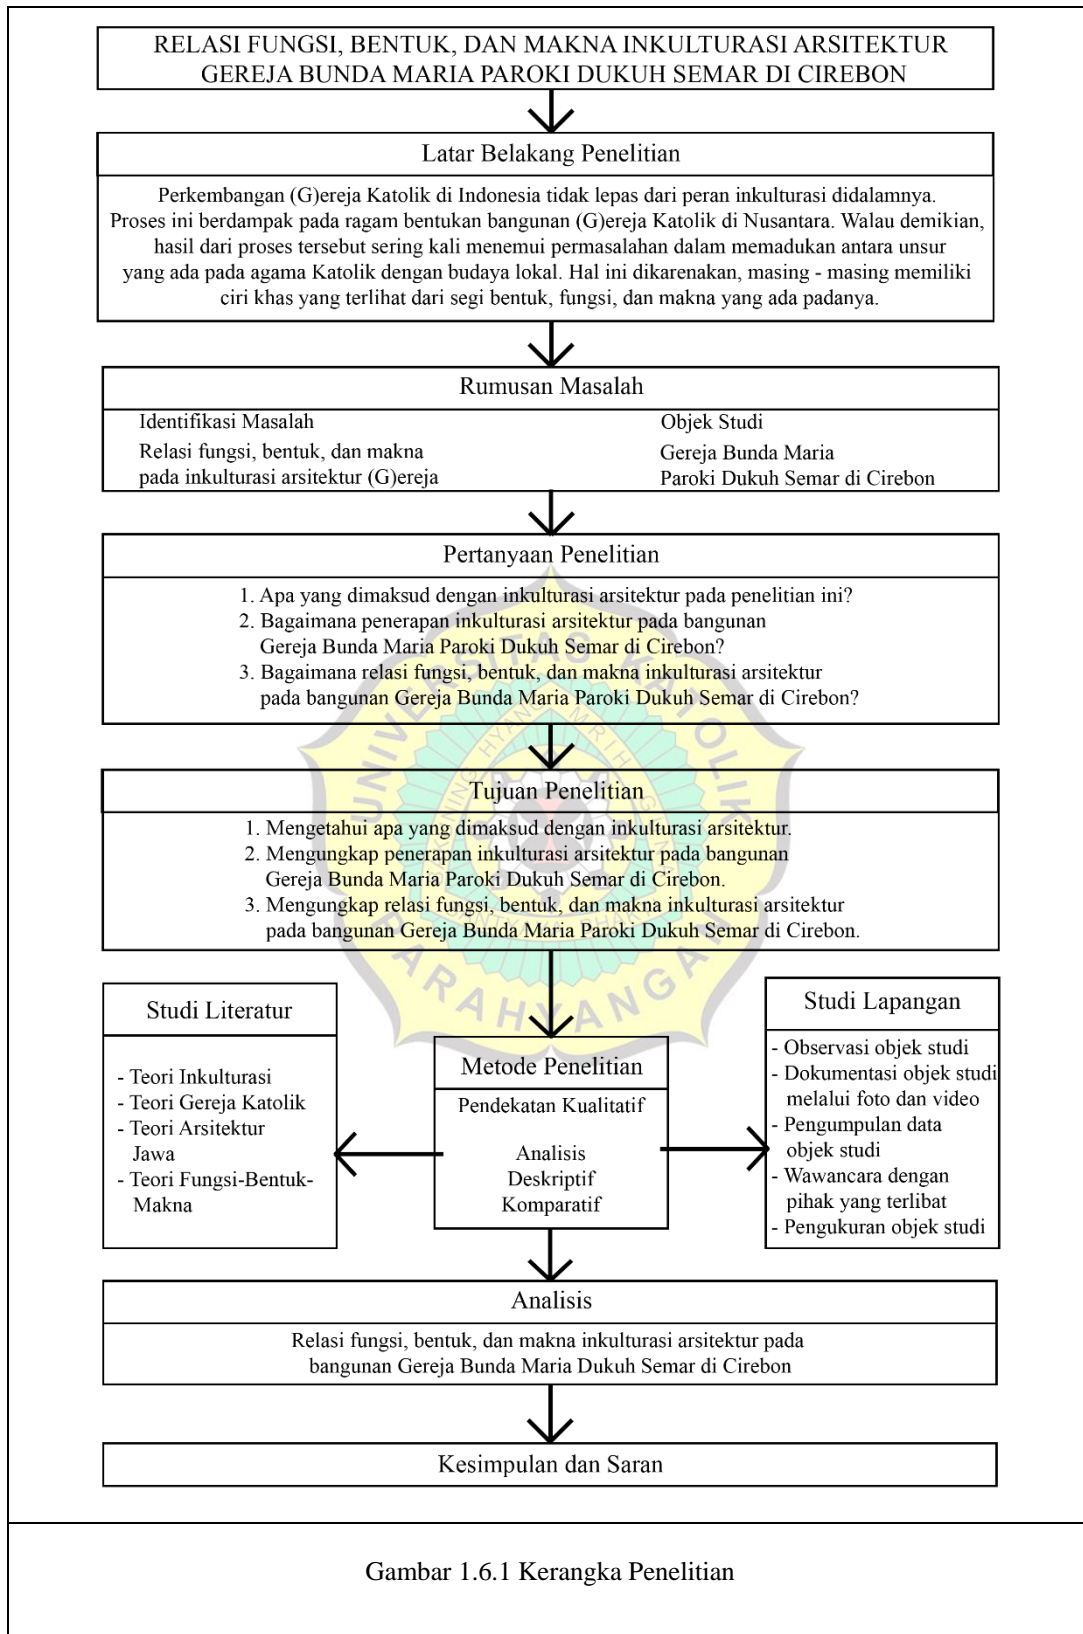 RELASI FUNGSI, BENTUK, DAN MAKNA INKULTURASI ARSITEKTUR
GEREJA BUNDA MARIA PAROKI DUKUH SEMAR DI CIREBON
Latar Belakang Penelitian
Perkembangan (G)ereja Katolik di Indonesia tidak lepas dari peran inkulturasi didalamnya.
Proses ini berdampak pada ragam bentukan bangunan (G)ereja Katolik di Nusantara. Walau demikian,
hasil dari proses tersebut sering kali menemui permasalahan dalam memadukan antara unsur
yang ada pada agama Katolik dengan budaya lokal. Hal ini dikarenakan, masing - masing memiliki
ciri khas yang terlihat dari segi bentuk, fungsi, dan makna yang ada padanya.
Rumusan Masalah
Identifikasi Masalah
Relasi fungsi, bentuk, dan makna
pada inkulturasi arsitektur (G)ereja
Objek Studi
Gereja Bunda Maria
Paroki Dukuh Semar di Cirebon
Pertanyaan Penelitian
1. Apa yang dimaksud dengan inkulturasi arsitektur pada penelitian ini?
2. Bagaimana penerapan inkulturasi arsitektur pada bangunan
Gereja Bunda Maria Paroki Dukuh Semar di Cirebon?
3. Bagaimana relasi fungsi, bentuk, dan makna inkulturasi arsitektur
pada bangunan Gereja Bunda Maria Paroki Dukuh Semar di Cirebon?
Tujuan Penelitian
1. Mengetahui apa yang dimaksud dengan inkulturasi arsitektur.
2. Mengungkap penerapan inkulturasi arsitektur pada bangunan
Gereja Bunda Maria Paroki Dukuh Semar di Cirebon.
3. Mengungkap relasi fungsi, bentuk, dan makna inkulturasi arsitektur
pada bangunan Gereja Bunda Maria Paroki Dukuh Semar di Cirebon.
Studi Literatur
- Teori Inkulturasi
- Teori Gereja Katolik
- Teori Arsitektur
Jawa
- Teori Fungsi-Bentuk-
Makna
Metode Penelitian
Pendekatan Kualitatif
Analisis
Deskriptif
Komparatif
Studi Lapangan
- Observasi objek studi
- Dokumentasi objek studi
melalui foto dan video
- Pengumpulan data
objek studi
- Wawancara dengan
pihak yang terlibat
- Pengukuran objek studi
Analisis
Relasi fungsi, bentuk, dan makna inkulturasi arsitektur pada
bangunan Gereja Bunda Maria Dukuh Semar di Cirebon
Kesimpulan dan Saran
UNIVERSITAS KATOLIK
PARAHYANGAN
Gambar 1.6.1 Kerangka Penelitian